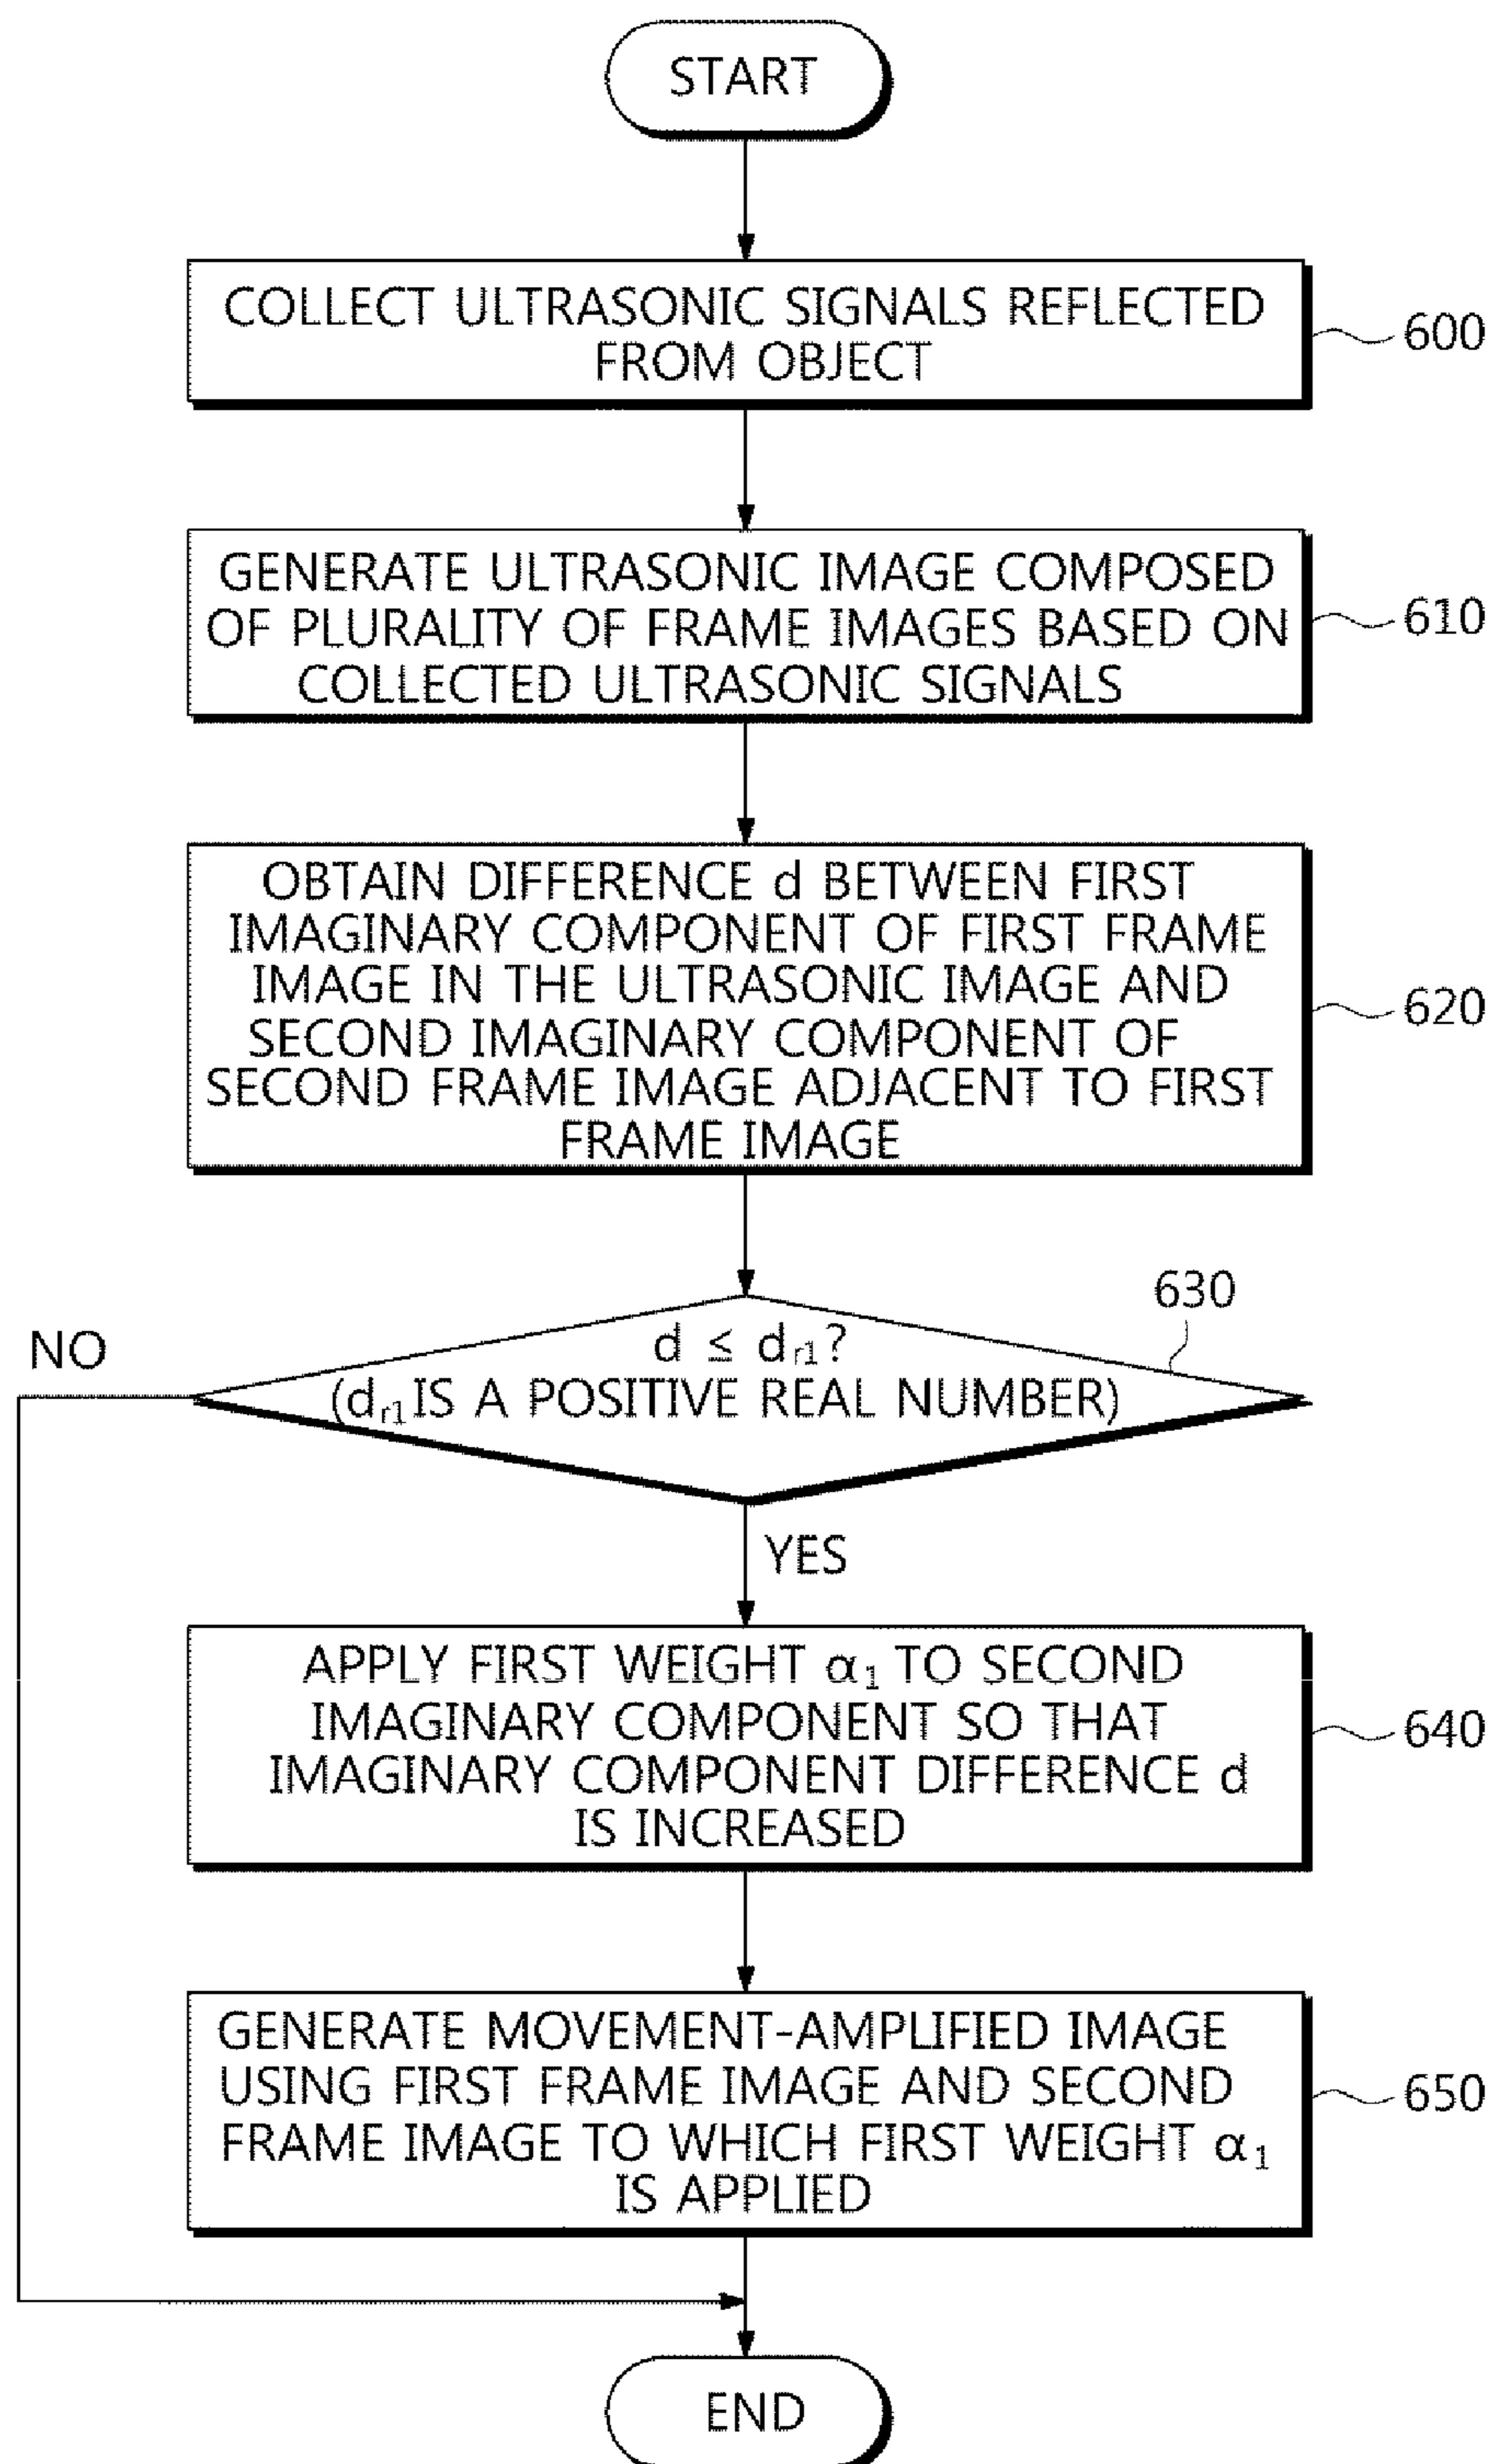 START
COLLECT ULTRASONIC SIGNALS REFLECTED
FROM OBJECT
600
GENERATE ULTRASONIC IMAGE COMPOSED
OF PLURALITY OF FRAME IMAGES BASED ON
COLLECTED ULTRASONIC SIGNALS
610
OBTAIN DIFFERENCE d BETWEEN FIRST
IMAGINARY COMPONENT OF FIRST FRAME
IMAGE IN THE ULTRASONIC IMAGE AND
SECOND IMAGINARY COMPONENT OF
SECOND FRAME IMAGE ADJACENT TO FIRST
FRAME IMAGE
620
630
NO
d ≤ dr1?
(dr1 IS A POSITIVE REAL NUMBER)
YES
APPLY FIRST WEIGHT α1 TO SECOND
IMAGINARY COMPONENT SO THAT
IMAGINARY COMPONENT DIFFERENCE d
IS INCREASED
640
GENERATE MOVEMENT-AMPLIFIED IMAGE
USING FIRST FRAME IMAGE AND SECOND
FRAME IMAGE TO WHICH FIRST WEIGHT α1
IS APPLIED
650
END